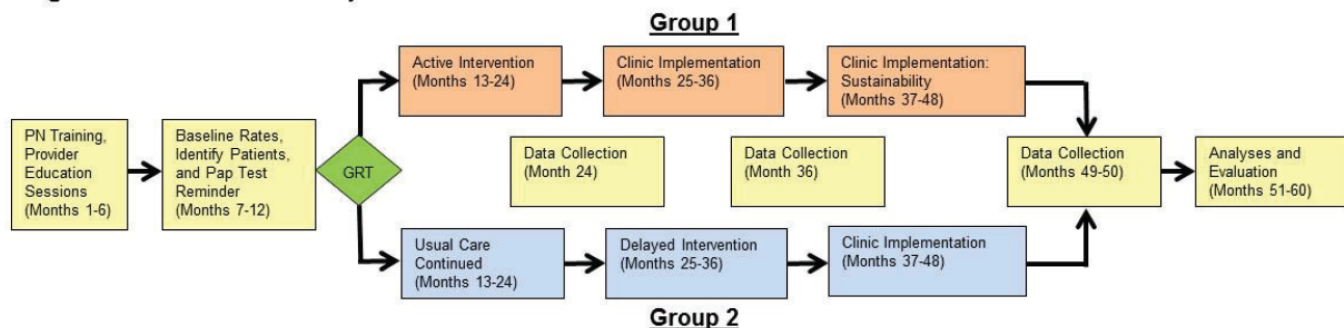 Group 1
Active Intervention
(Months 13-24)
Clinic Implementation
(Months 25-36)
Clinic Implementation:
Sustainability
(Months 37-48)
PN Training,
Provider
Education
Sessions
(Months 1-6)
Baseline Rates,
Identify Patients,
and Pap Test
Reminder
(Months 7-12)
GRT
Data Collection
(Month 24)
Data Collection
(Month 36)
Data Collection
(Months 49-50)
Analyses and
Evaluation
(Months 51-60)
Usual Care
Continued
(Months 13-24)
Delayed Intervention
(Months 25-36)
Clinic Implementation
(Months 37-48)
Group 2